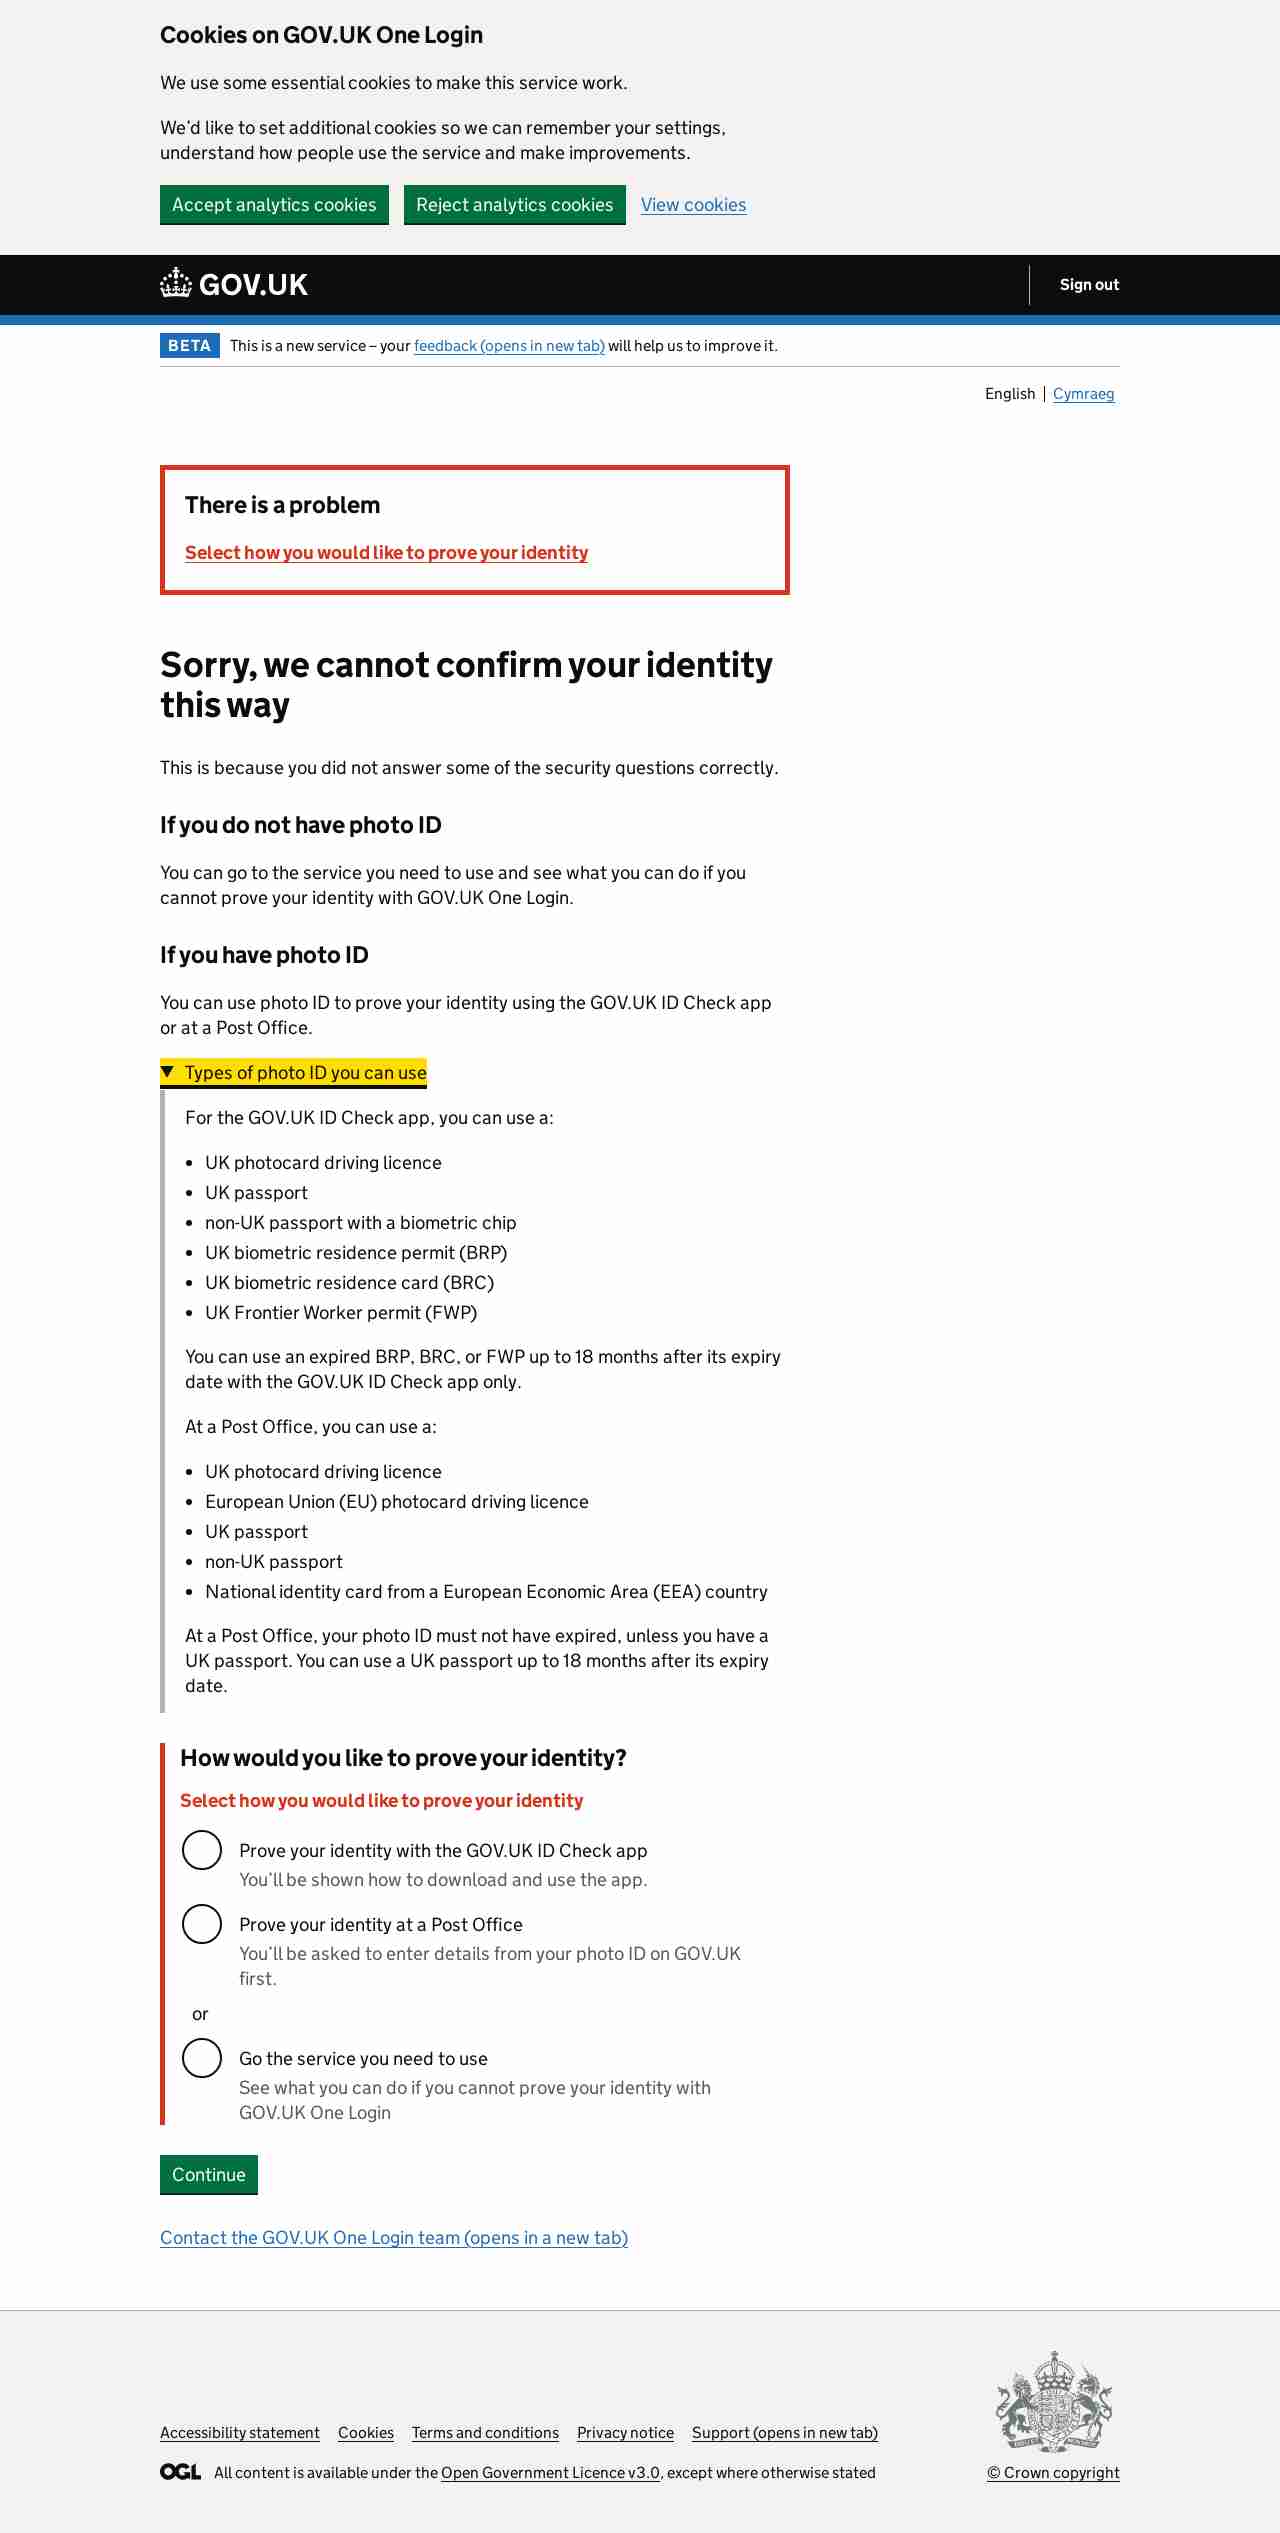 Cookies on GOV.UK One Login
We use some essential cookies to make this service work.
We’d like to set additional cookies so we can remember your settings,
understand how people use the service and make improvements.
Accept analytics cookies Reject analytics cookies View cookies
GOV.UK Sign out
BETA This is a new service – your feedback (opens in new tab) will help us to improve it.
English Cymraeg
There is a problem
Select how you would like to prove your identity
Sorry, we cannot confirm your identity
this way
This is because you did not answer some of the security questions correctly.
If you do not have photo ID
You can go to the service you need to use and see what you can do if you
cannot prove your identity with GOV.UK One Login.
If you have photo ID
You can use photo ID to prove your identity using the GOV.UK ID Check app
or at a Post Office.
Types of photo ID you can use
For the GOV.UK ID Check app, you can use a:
• UK photocard driving licence
• UK passport
• non-UK passport with a biometric chip
• UK biometric residence permit (BRP)
• UK biometric residence card (BRC)
• UK Frontier Worker permit (FWP)
You can use an expired BRP, BRC, or FWP up to 18 months after its expiry
date with the GOV.UK ID Check app only.
At a Post Office, you can use a:
• UK photocard driving licence
• European Union (EU) photocard driving licence
• UK passport
• non-UK passport
• National identity card from a European Economic Area (EEA) country
At a Post Office, your photo ID must not have expired, unless you have a
UK passport. You can use a UK passport up to 18 months after its expiry
date.
How would you like to prove your identity?
Select how you would like to prove your identity
Prove your identity with the GOV.UK ID Check app
You’ll be shown how to download and use the app.
Prove your identity at a Post Office
You’ll be asked to enter details from your photo ID on GOV.UK
first.
or
Go the service you need to use
See what you can do if you cannot prove your identity with
GOV.UK One Login
Continue
Contact the GOV.UK One Login team (opens in a new tab)
Accessibility statement Cookies Terms and conditions Privacy notice Support (opens in new tab)
OGL All content is available under the Open Government Licence v3.0, except where otherwise stated
© Crown copyright